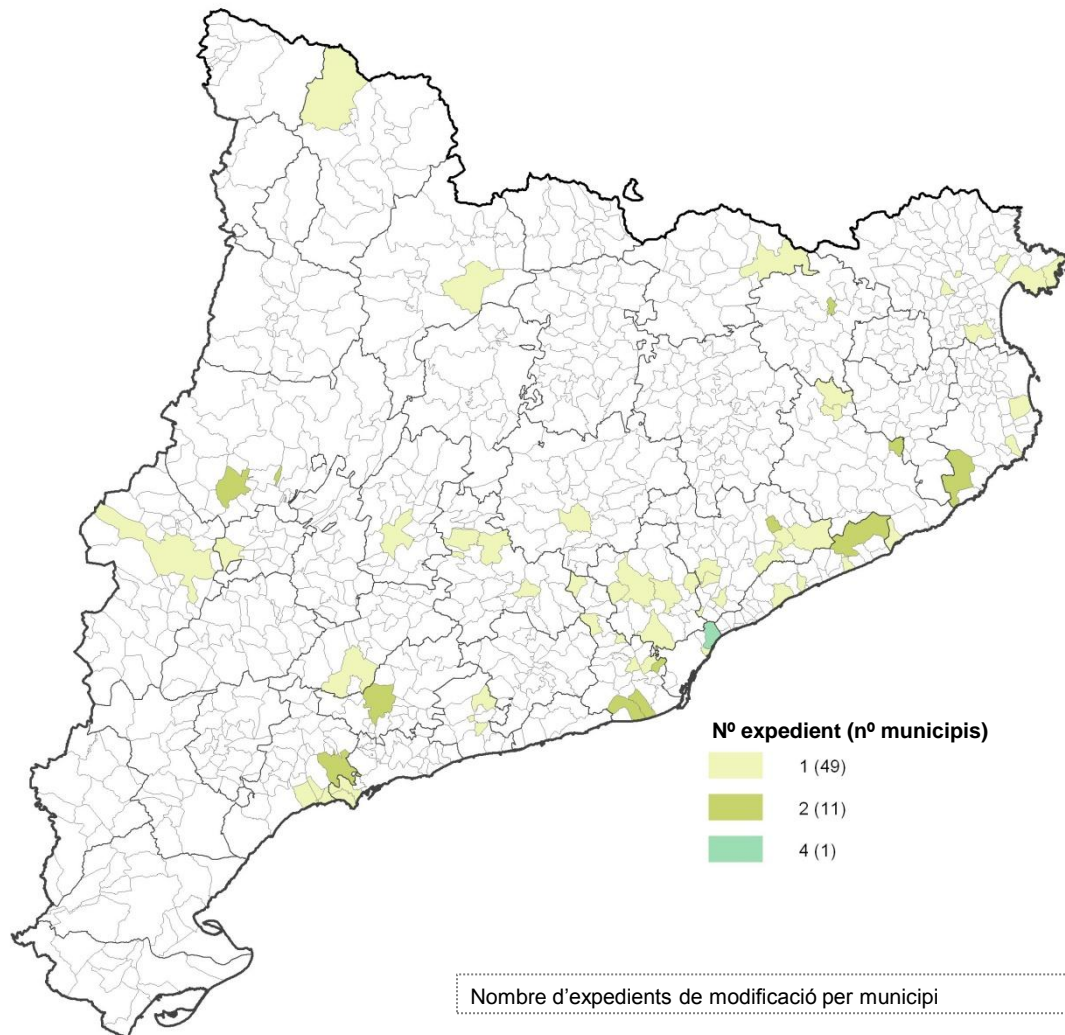 Nº expedient (nº municipis)
1 (49)
2 (11)
4 (1)
Nombre d’expedients de modificació per municipi